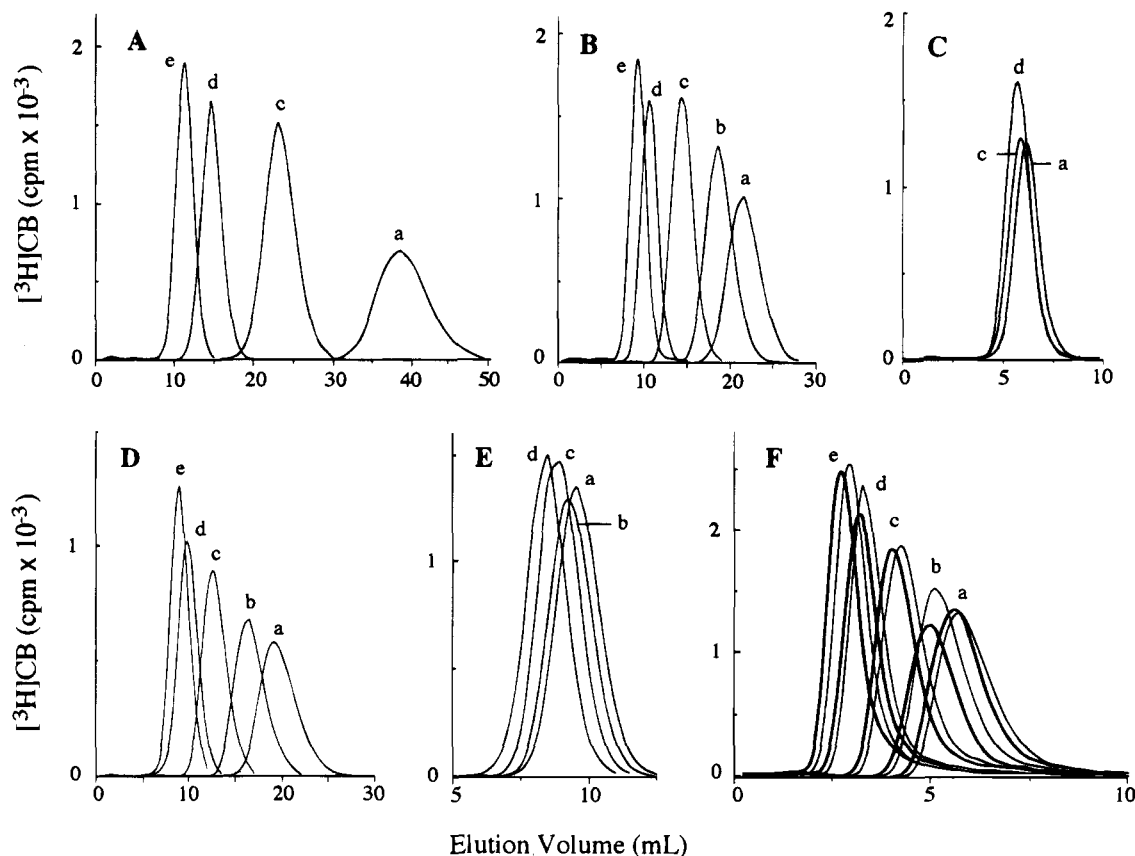 A
B
C
e d c a
e d c b a
d c a
[³H]CB (cpm x 10⁻³)
2 1 0
2 1 0
2 1 0
0 10 20 30 40 50
0 10 20 30
0 5 10
D
E
F
e d c b a
d c a b
e d c b a
[³H]CB (cpm x 10⁻³)
1 0
1 0
2 1 0
0 10 20 30
5 10
0 5 10
Elution Volume (mL)